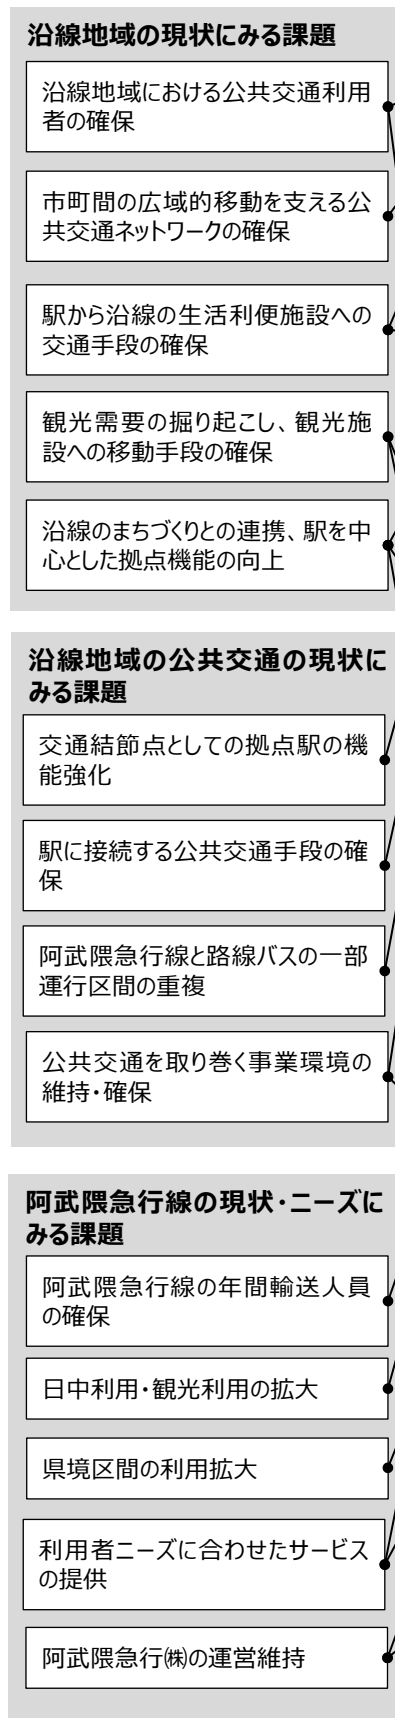 沿線地域の現状にみる課題
沿線地域における公共交通利用
者の確保
市町間の広域的移動を支える公
共交通ネットワークの確保
駅から沿線の生活利便施設への
交通手段の確保
観光需要の掘り起こし、観光施
設への移動手段の確保
沿線のまちづくりとの連携、駅を中
心とした拠点機能の向上
沿線地域の公共交通の現状に
みる課題
交通結節点としての拠点駅の機
能強化
駅に接続する公共交通手段の確
保
阿武隈急行線と路線バスの一部
運行区間の重複
公共交通を取り巻く事業環境の
維持・確保
阿武隈急行線の現状・ニーズに
みる課題
阿武隈急行線の年間輸送人員
の確保
日中利用・観光利用の拡大
県境区間の利用拡大
利用者ニーズに合わせたサービス
の提供
阿武隈急行㈱の運営維持